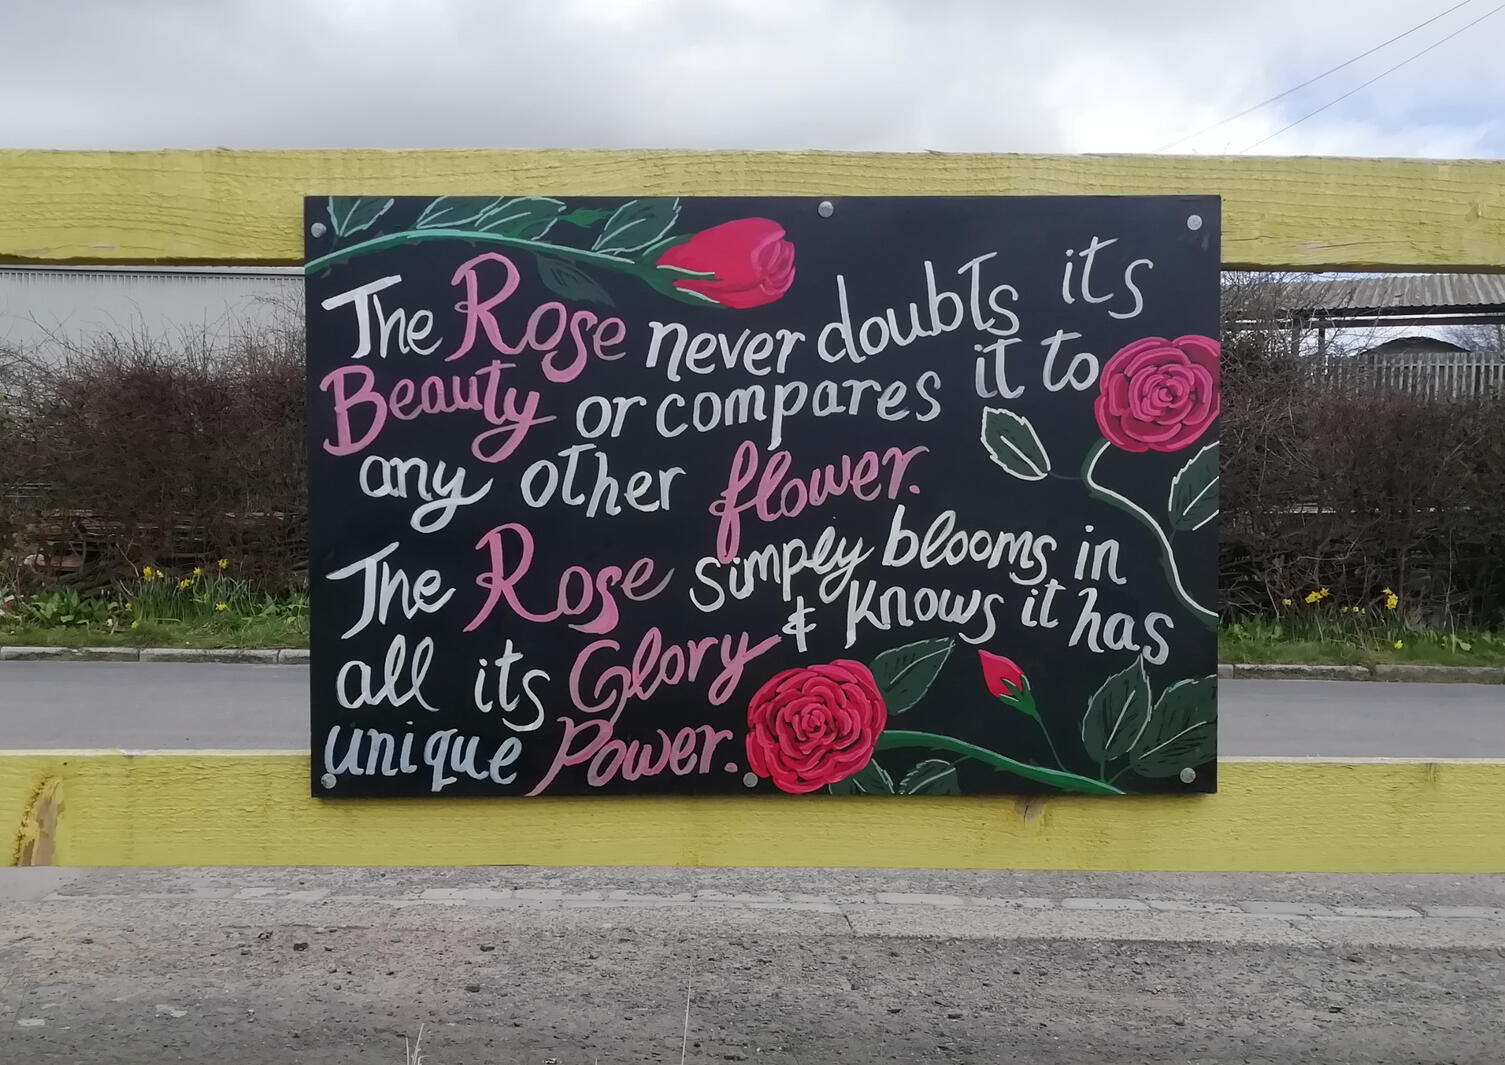 The Rose never doubts its
Beauty or compares it to
any other flower.
The Rose simply blooms in
all its Glory & knows it has
unique Power.